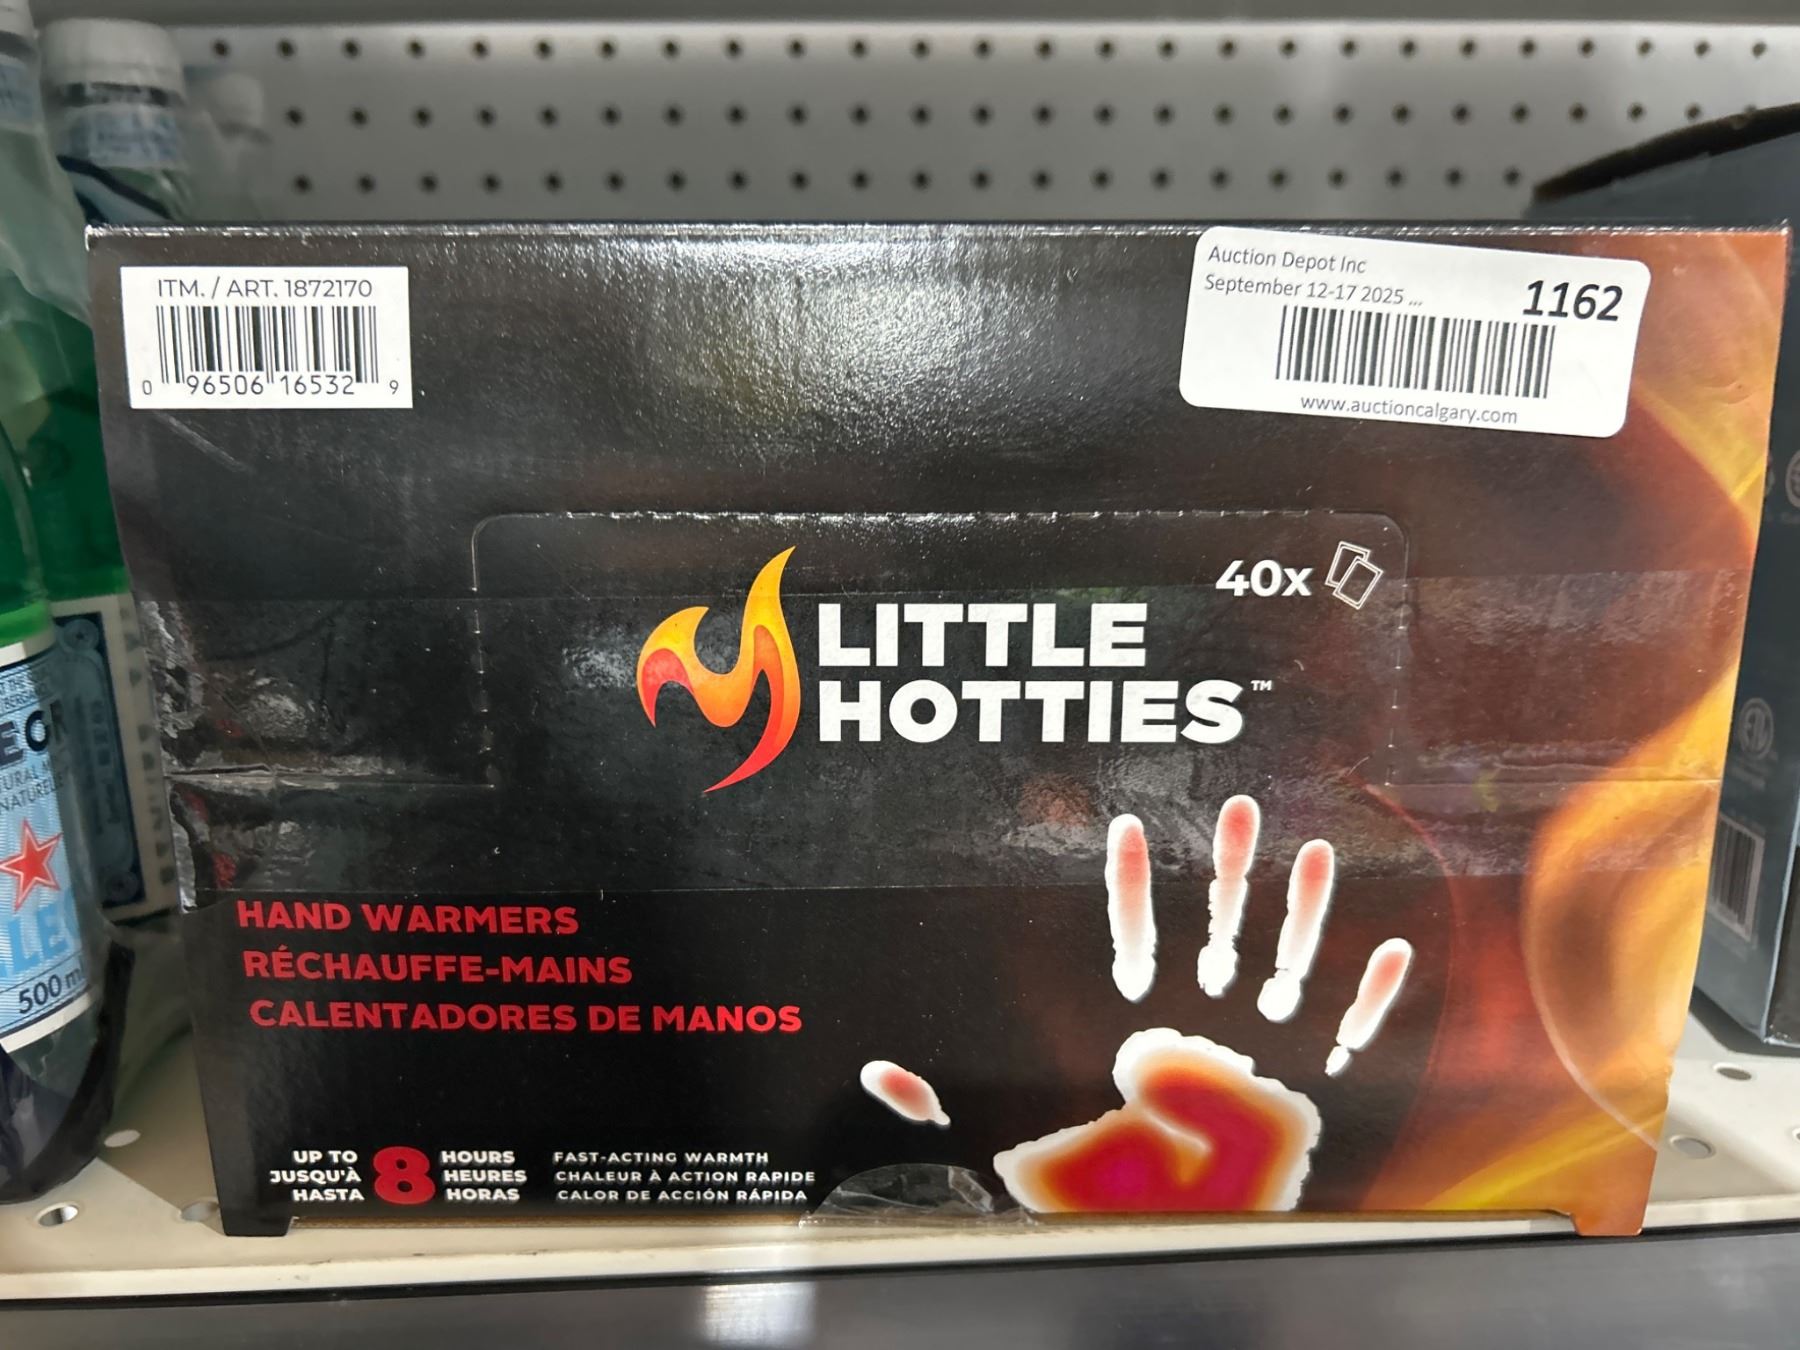 ITM. / ART. 1872170
0 96506 16532 9
Auction Depot Inc
September 12-17 2025 ...
1162
www.auctioncalgary.com
40x
LITTLE
HOTTIES™
HAND WARMERS
RÉCHAUFFE-MAINS
CALENTADORES DE MANOS
UP TO 8 HOURS
JUSQU'À HEURES
HASTA HORAS
FAST-ACTING WARMTH
CHALEUR À ACTION RAPIDE
CALOR DE ACCIÓN RÁPIDA
500 ml